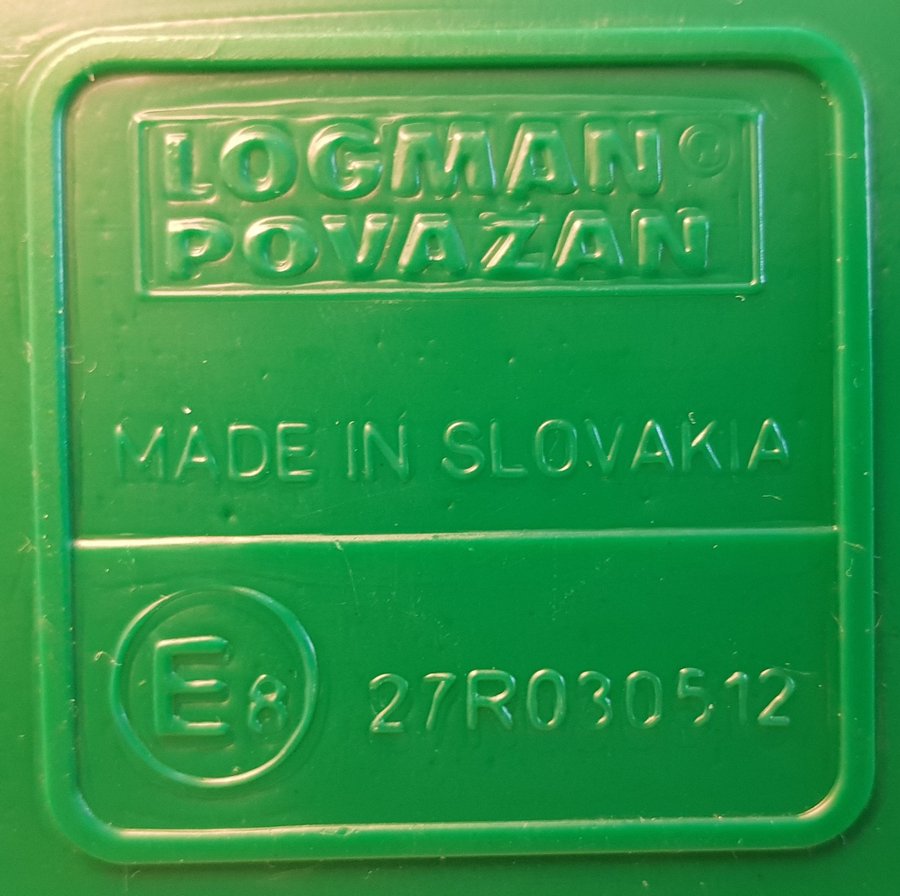 LOGMAN®
POVAŽAN
MADE IN SLOVAKIA
E8 27R030512